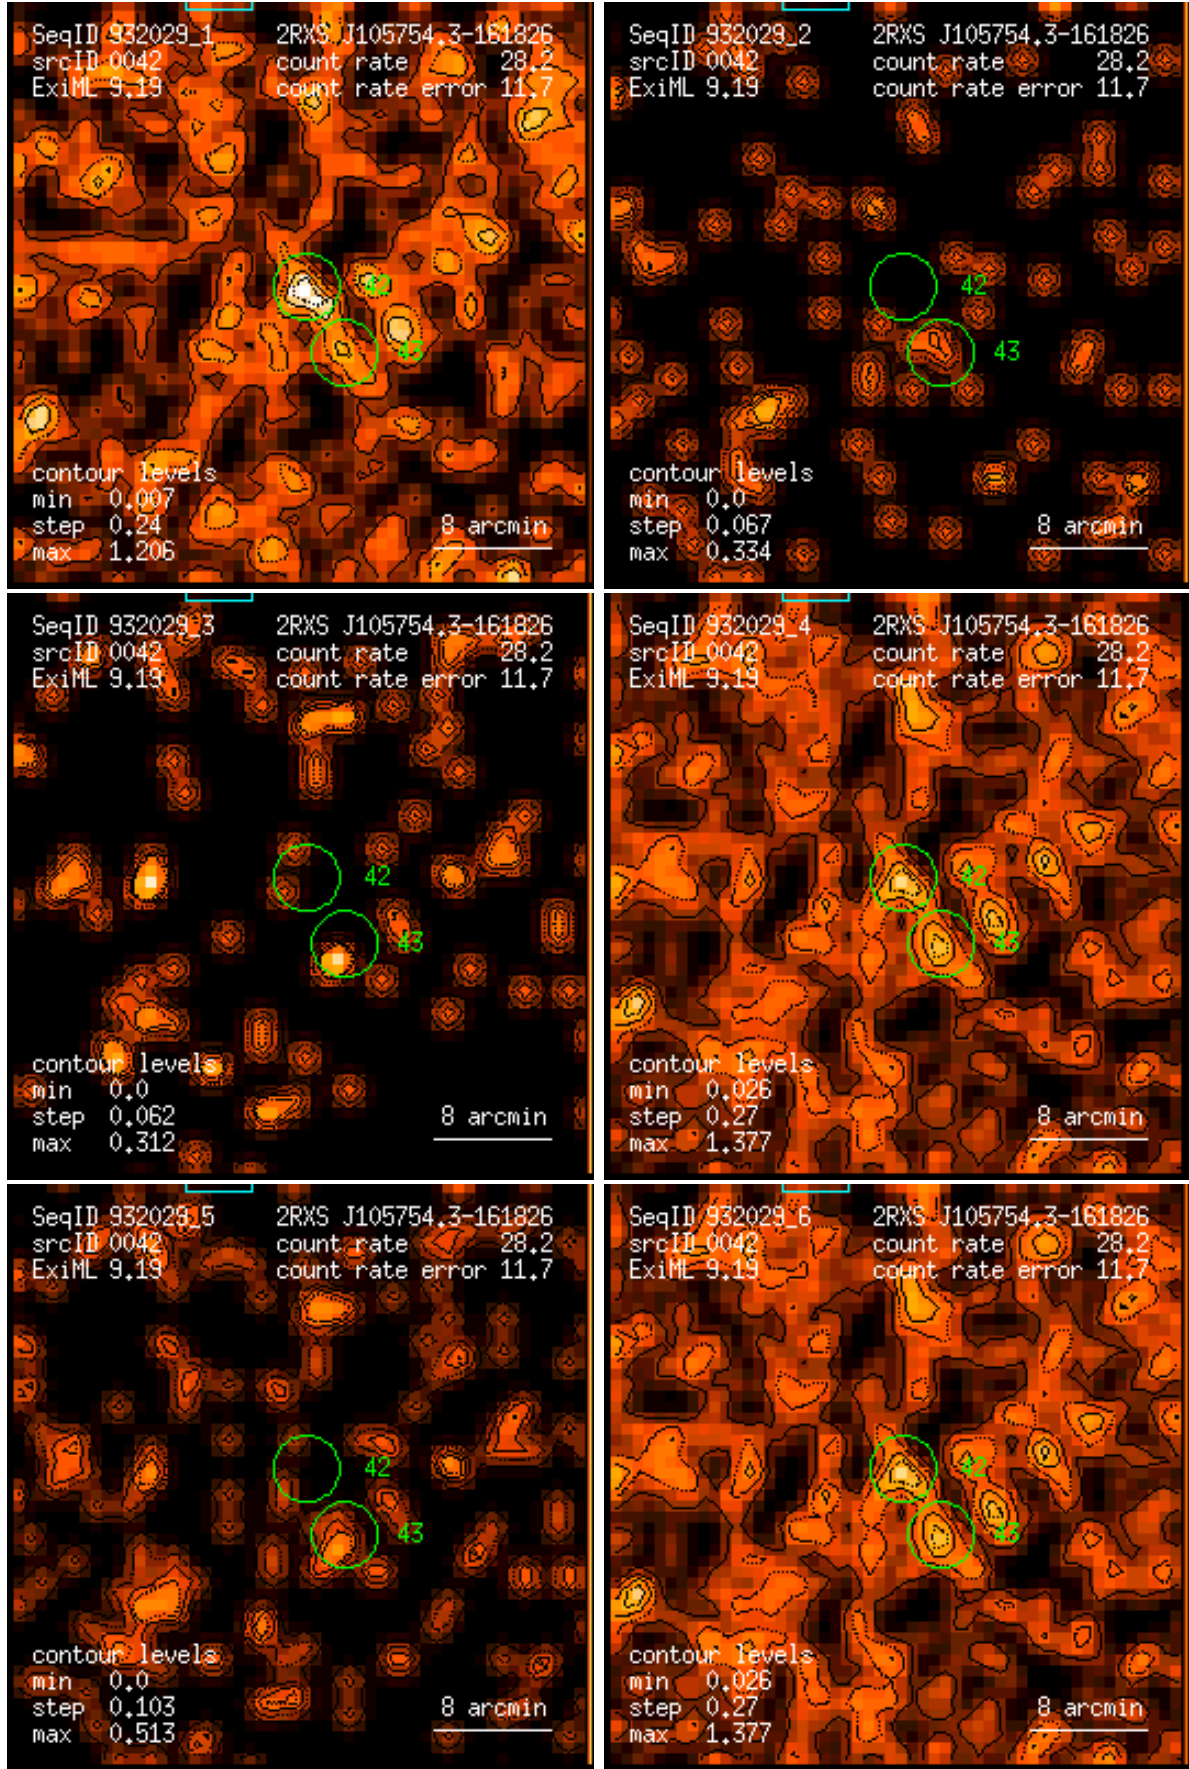 SeqID 932029_1 2RXS J105754.3-161826
srcID 0042 count rate 28.2
ExiML 9.19 count rate error 11.7
42
43
contour levels
min 0.007
step 0.24 8 arcmin
max 1.206
SeqID 932029_2 2RXS J105754.3-161826
srcID 0042 count rate 28.2
ExiML 9.19 count rate error 11.7
42
43
contour levels
min 0.0
step 0.067 8 arcmin
max 0.334
SeqID 932029_3 2RXS J105754.3-161826
srcID 0042 count rate 28.2
ExiML 9.19 count rate error 11.7
42
43
contour levels
min 0.0
step 0.062 8 arcmin
max 0.312
SeqID 932029_4 2RXS J105754.3-161826
srcID 0042 count rate 28.2
ExiML 9.19 count rate error 11.7
42
43
contour levels
min 0.026
step 0.27 8 arcmin
max 1.377
SeqID 932029_5 2RXS J105754.3-161826
srcID 0042 count rate 28.2
ExiML 9.19 count rate error 11.7
42
43
contour levels
min 0.0
step 0.103 8 arcmin
max 0.513
SeqID 932029_6 2RXS J105754.3-161826
srcID 0042 count rate 28.2
ExiML 9.19 count rate error 11.7
42
43
contour levels
min 0.026
step 0.27 8 arcmin
max 1.377